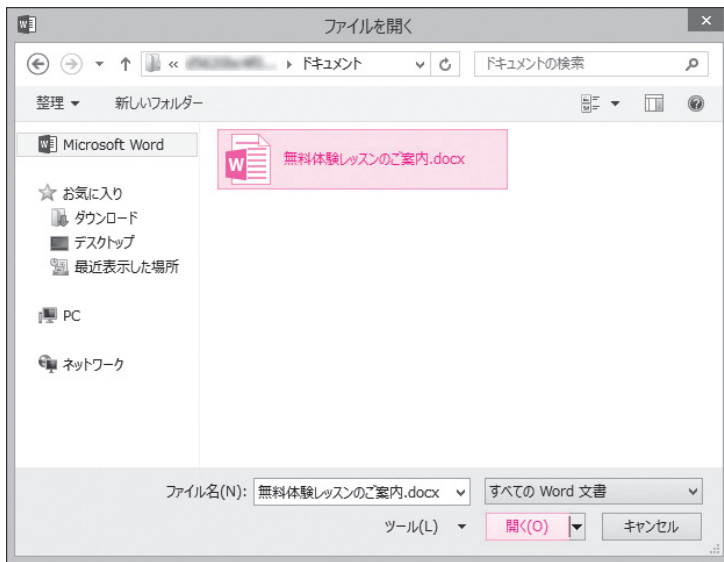 ファイルを開く
« ▸ ドキュメント
ドキュメントの検索
整理 ▼ 新しいフォルダー
Microsoft Word
お気に入り
ダウンロード
デスクトップ
最近表示した場所
PC
ネットワーク
無料体験レッスンのご案内.docx
ファイル名(N): 無料体験レッスンのご案内.docx
すべての Word 文書
ツール(L)
開く(O)
キャンセル